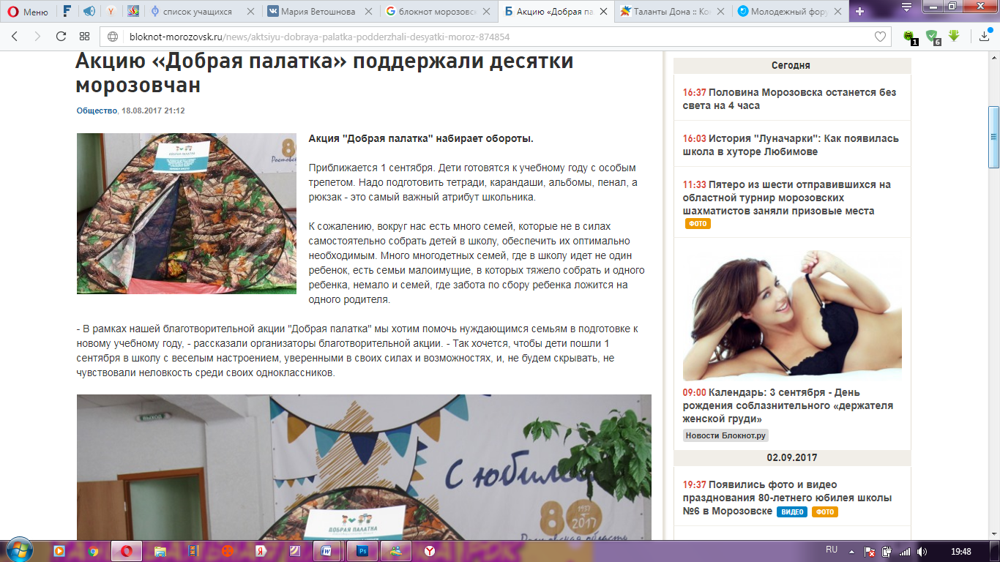 Меню
список учащихся
Мария Ветошнова
блокнот морозовск
Акцию «Добрая па
Таланты Дона :: Кон
Молодежный фору
bloknot-morozovsk.ru/news/aktsiyu-dobraya-palatka-podderzhali-desyatki-moroz-874854
1
6
Акцию «Добрая палатка» поддержали десятки
морозовчан
Общество, 18.08.2017 21:12
ДОБРАЯ ПАЛАТКА
8
Ростовска
Акция "Добрая палатка" набирает обороты.
Приближается 1 сентября. Дети готовятся к учебному году с особым
трепетом. Надо подготовить тетради, карандаши, альбомы, пенал, а
рюкзак - это самый важный атрибут школьника.
К сожалению, вокруг нас есть много семей, которые не в силах
самостоятельно собрать детей в школу, обеспечить их оптимально
необходимым. Много многодетных семей, где в школу идет не один
ребенок, есть семьи малоимущие, в которых тяжело собрать и одного
ребенка, немало и семей, где забота по сбору ребенка ложится на
одного родителя.
- В рамках нашей благотворительной акции "Добрая палатка" мы хотим помочь нуждающимся семьям в подготовке к
новому учебному году, - рассказали организаторы благотворительной акции. - Так хочется, чтобы дети пошли 1
сентября в школу с веселым настроением, уверенными в своих силах и возможностях, и, не будем скрывать, не
чувствовали неловкость среди своих одноклассников.
ВЫХОД
С юбиле
80
1937
2017
ДОБРАЯ ПАЛАТКА
Ростовская область
Сегодня
16:37 Половина Морозовска останется без
света на 4 часа
16:03 История "Луначарки": Как появилась
школа в хуторе Любимове
11:33 Пятеро из шести отправившихся на
областной турнир морозовских
шахматистов заняли призовые места
ФОТО
09:00 Календарь: 3 сентября - День
рождения соблазнительного «держателя
женской груди»
Новости Блокнот.ру
02.09.2017
19:37 Появились фото и видео
празднования 80-летнего юбилея школы
№6 в Морозовске ВИДЕО ФОТО
RU
19:48